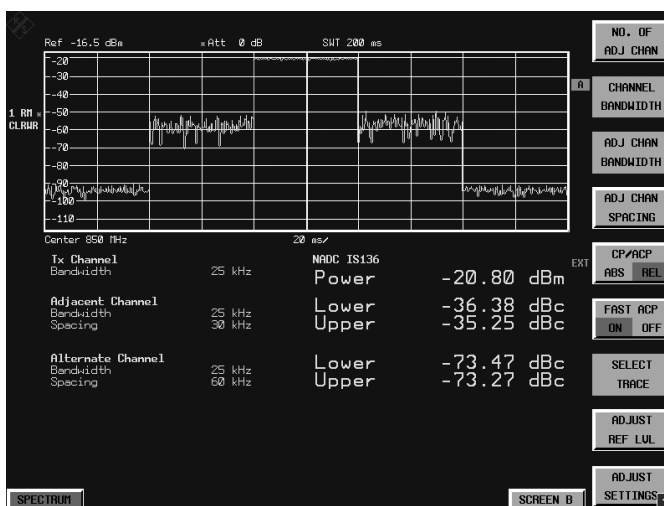 Ref -16.5 dBm *Att 0 dB SWT 200 ms
-20
-30
-40
-50
-60
-70
-80
-90
-100
-110
A
1 RM *
CLRWR
Center 850 MHz 20 ms/
Tx Channel NADC IS136 EXT
Bandwidth 25 kHz Power -20.80 dBm
Adjacent Channel Lower -36.38 dBc
Bandwidth 25 kHz Upper -35.25 dBc
Spacing 30 kHz
Alternate Channel Lower -73.47 dBc
Bandwidth 25 kHz Upper -73.27 dBc
Spacing 60 kHz
SPECTRUM SCREEN B
NO. OF
ADJ CHAN
CHANNEL
BANDWIDTH
ADJ CHAN
BANDWIDTH
ADJ CHAN
SPACING
CP/ACP
ABS REL
FAST ACP
ON OFF
SELECT
TRACE
ADJUST
REF LVL
ADJUST
SETTINGS